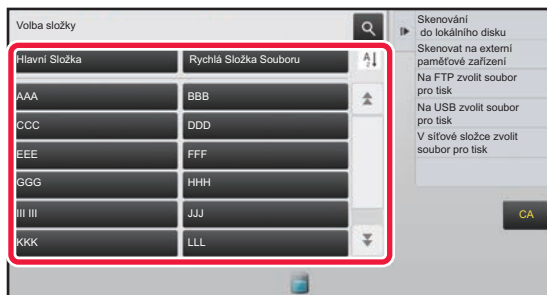 Volba složky
Hlavní Složka
Rychlá Složka Souboru
AZ
AAA
BBB
CCC
DDD
EEE
FFF
GGG
HHH
III III
JJJ
KKK
LLL
Skenování
do lokálního disku
Skenovat na externí
paměťové zařízení
Na FTP zvolit soubor
pro tisk
Na USB zvolit soubor
pro tisk
V síťové složce zvolit
soubor pro tisk
CA